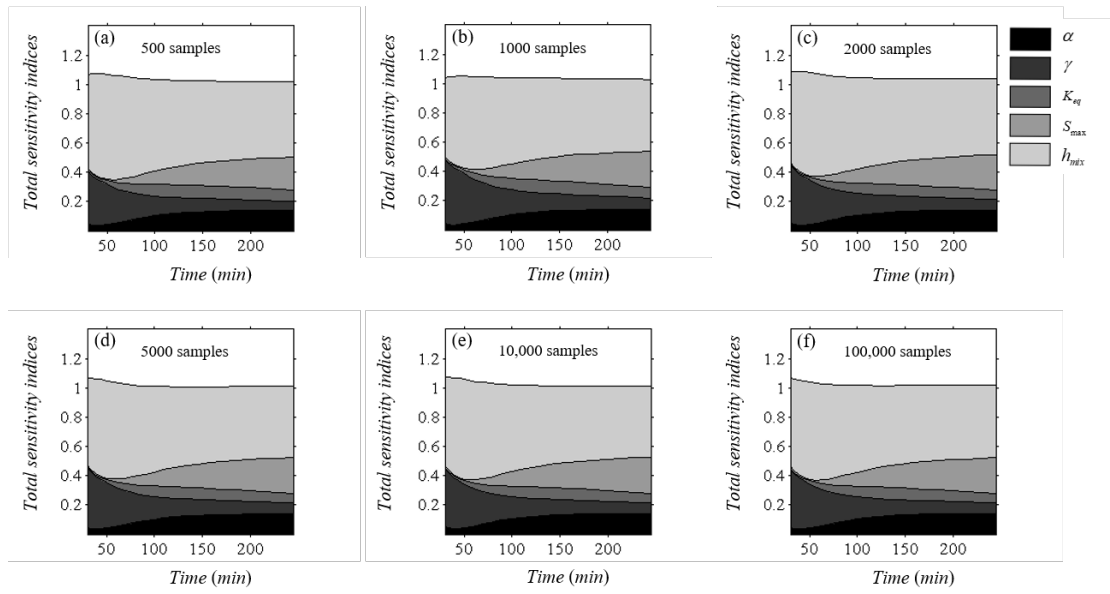 (a)
500 samples
Total sensitivity indices
1.2
1
0.8
0.6
0.4
0.2
50
100
150
200
Time (min)
(b)
1000 samples
Total sensitivity indices
1.2
1
0.8
0.6
0.4
0.2
50
100
150
200
Time (min)
(c)
2000 samples
Total sensitivity indices
1.2
1
0.8
0.6
0.4
0.2
50
100
150
200
Time (min)
α
γ
K_eq
S_max
h_mix
(d)
5000 samples
Total sensitivity indices
1.2
1
0.8
0.6
0.4
0.2
50
100
150
200
Time (min)
(e)
10,000 samples
Total sensitivity indices
1.2
1
0.8
0.6
0.4
0.2
50
100
150
200
Time (min)
(f)
100,000 samples
Total sensitivity indices
1.2
1
0.8
0.6
0.4
0.2
50
100
150
200
Time (min)